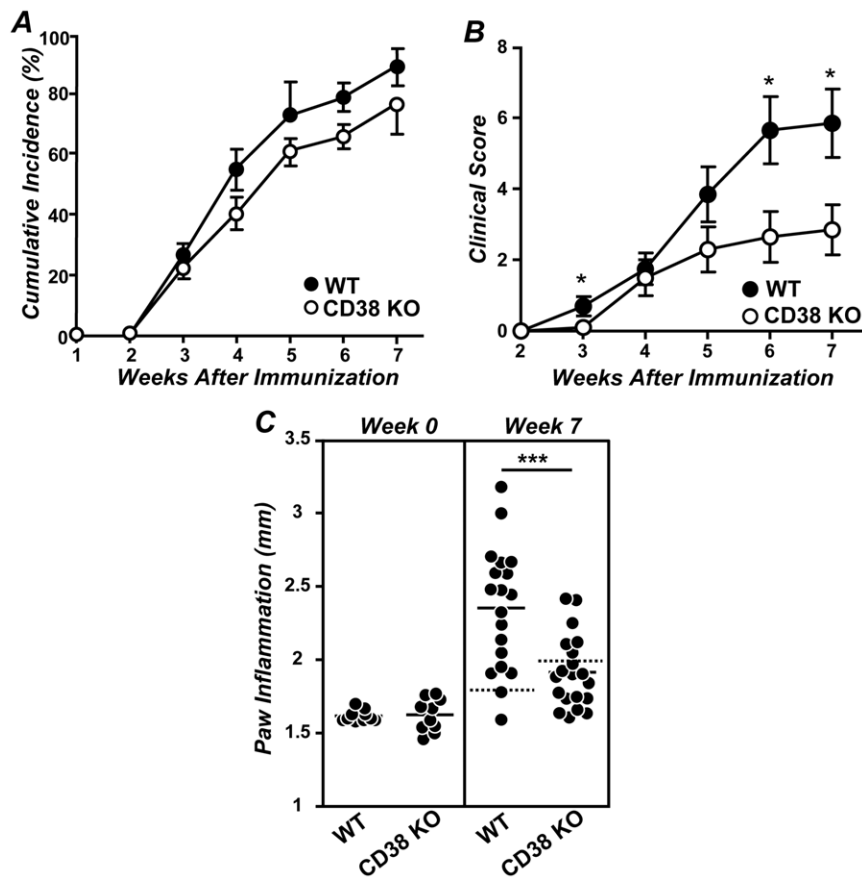 A
Cumulative Incidence (%)
100
80
60
40
20
0
1 2 3 4 5 6 7
WT
CD38 KO
Weeks After Immunization
B
Clinical Score
8
6
4
2
0
* * *
2 3 4 5 6 7
WT
CD38 KO
Weeks After Immunization
C
Week 0 Week 7
Paw Inflammation (mm)
3.5
3
2.5
2
1.5
1
***
WT CD38 KO WT CD38 KO